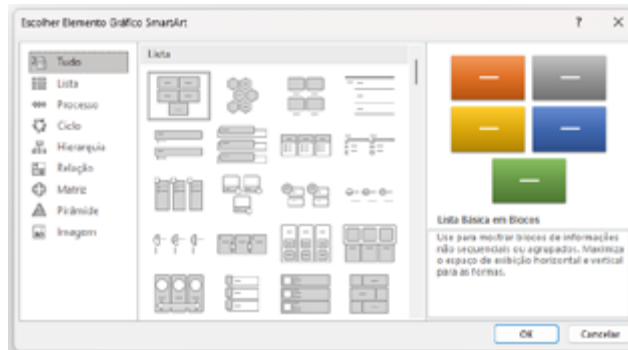 Escolher Elemento Gráfico SmartArt
? ×
Tudo
Lista
Processo
Ciclo
Hierarquia
Relação
Matriz
Pirâmide
Imagem
Lista
Lista Básica em Blocos
Use para mostrar blocos de informações
não sequenciais ou agrupados. Maximiza
o espaço de exibição horizontal e vertical
para as formas.
OK
Cancelar